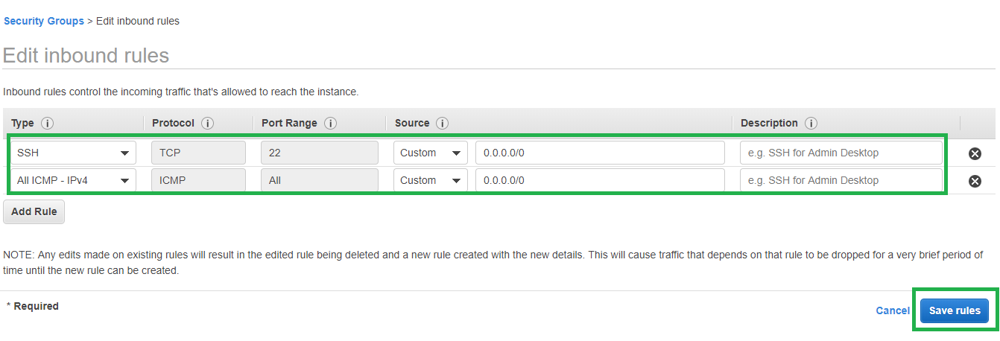 Security Groups > Edit inbound rules
Edit inbound rules
Inbound rules control the incoming traffic that's allowed to reach the instance.
Type i Protocol i Port Range i Source i Description i
SSH TCP 22 Custom 0.0.0.0/0 e.g. SSH for Admin Desktop
All ICMP - IPv4 ICMP All Custom 0.0.0.0/0 e.g. SSH for Admin Desktop
Add Rule
NOTE: Any edits made on existing rules will result in the edited rule being deleted and a new rule created with the new details. This will cause traffic that depends on that rule to be dropped for a very brief period of
time until the new rule can be created.
* Required
Cancel Save rules